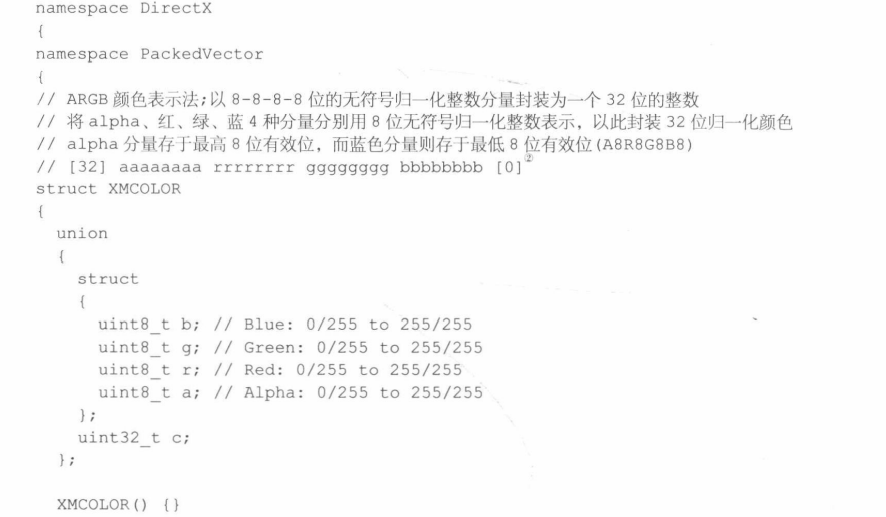 namespace DirectX
{
namespace PackedVector
{
// ARGB 颜色表示法;以 8-8-8-8 位的无符号归一化整数分量封装为一个 32 位的整数
// 将 alpha、红、绿、蓝 4 种分量分别用 8 位无符号归一化整数表示，以此封装 32 位归一化颜色
// alpha 分量存于最高 8 位有效位，而蓝色分量则存于最低 8 位有效位(A8R8G8B8)
// [32] aaaaaaaa rrrrrrrr gggggggg bbbbbbbb [0]②
struct XMCOLOR
{
  union
  {
    struct
    {
      uint8_t b; // Blue: 0/255 to 255/255
      uint8_t g; // Green: 0/255 to 255/255
      uint8_t r; // Red: 0/255 to 255/255
      uint8_t a; // Alpha: 0/255 to 255/255
    };
    uint32_t c;
  };
  XMCOLOR() {}